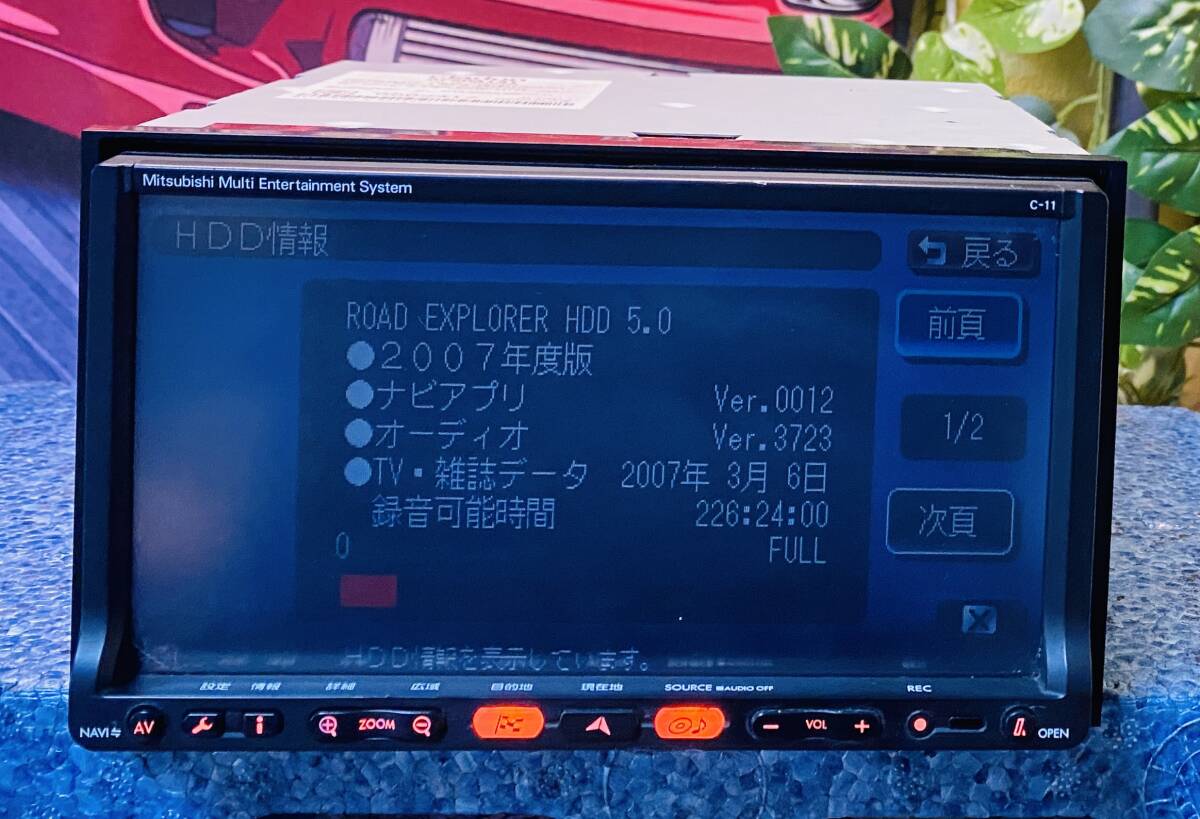 Mitsubishi Multi Entertainment System
C-11
HDD情報
戻る
ROAD EXPLORER HDD 5.0
前頁
●2007年度版
●ナビアプリ Ver.0012
1/2
●オーディオ Ver.3723
●TV・雑誌データ 2007年 3月 6日
録音可能時間 226:24:00
次頁
0 FULL
HDD情報を表示しています。
設定 情報 詳細 広域 目的地 現在地 SOURCE AUDIO OFF REC
NAVI AV ZOOM VOL OPEN